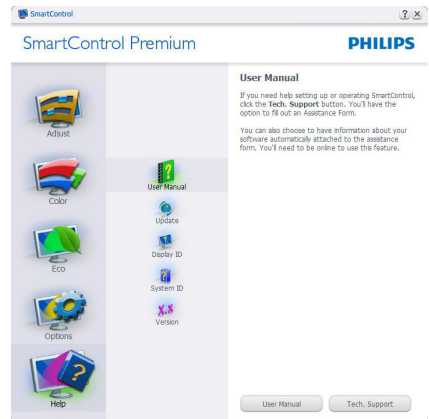 SmartControl
? X
SmartControl Premium
PHILIPS
Adjust
Color
Eco
Options
Help
User Manual
Update
Display ID
System ID
X.X
Version
User Manual
If you need help setting up or operating SmartControl,
click the Tech. Support button. You'll have the
option to fill out an Assistance Form.
You can also choose to have information about your
software automatically attached to the assistance
form. You'll need to be online to use this feature.
User Manual
Tech. Support